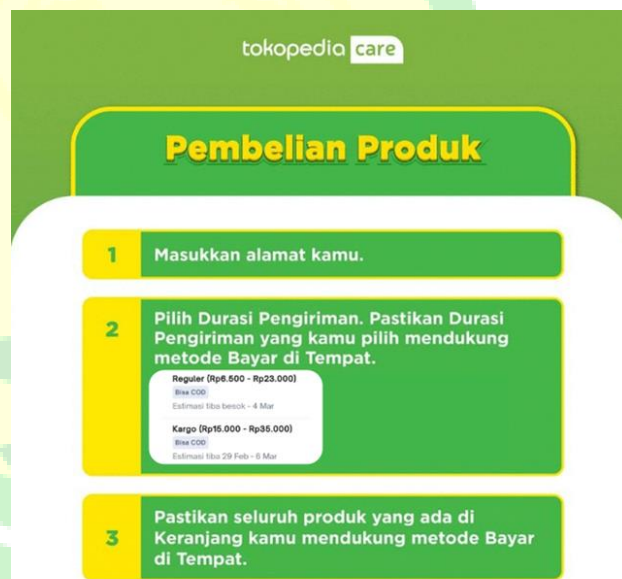 tokopedia care
Pembelian Produk
1
Masukkan alamat kamu.
2
Pilih Durasi Pengiriman. Pastikan Durasi
Pengiriman yang kamu pilih mendukung
metode Bayar di Tempat.
Reguler (Rp6.500 - Rp23.000)
Bisa COD
Estimasi tiba besok - 4 Mar
Kargo (Rp15.000 - Rp35.000)
Bisa COD
Estimasi tiba 29 Feb - 6 Mar
3
Pastikan seluruh produk yang ada di
Keranjang kamu mendukung metode Bayar
di Tempat.